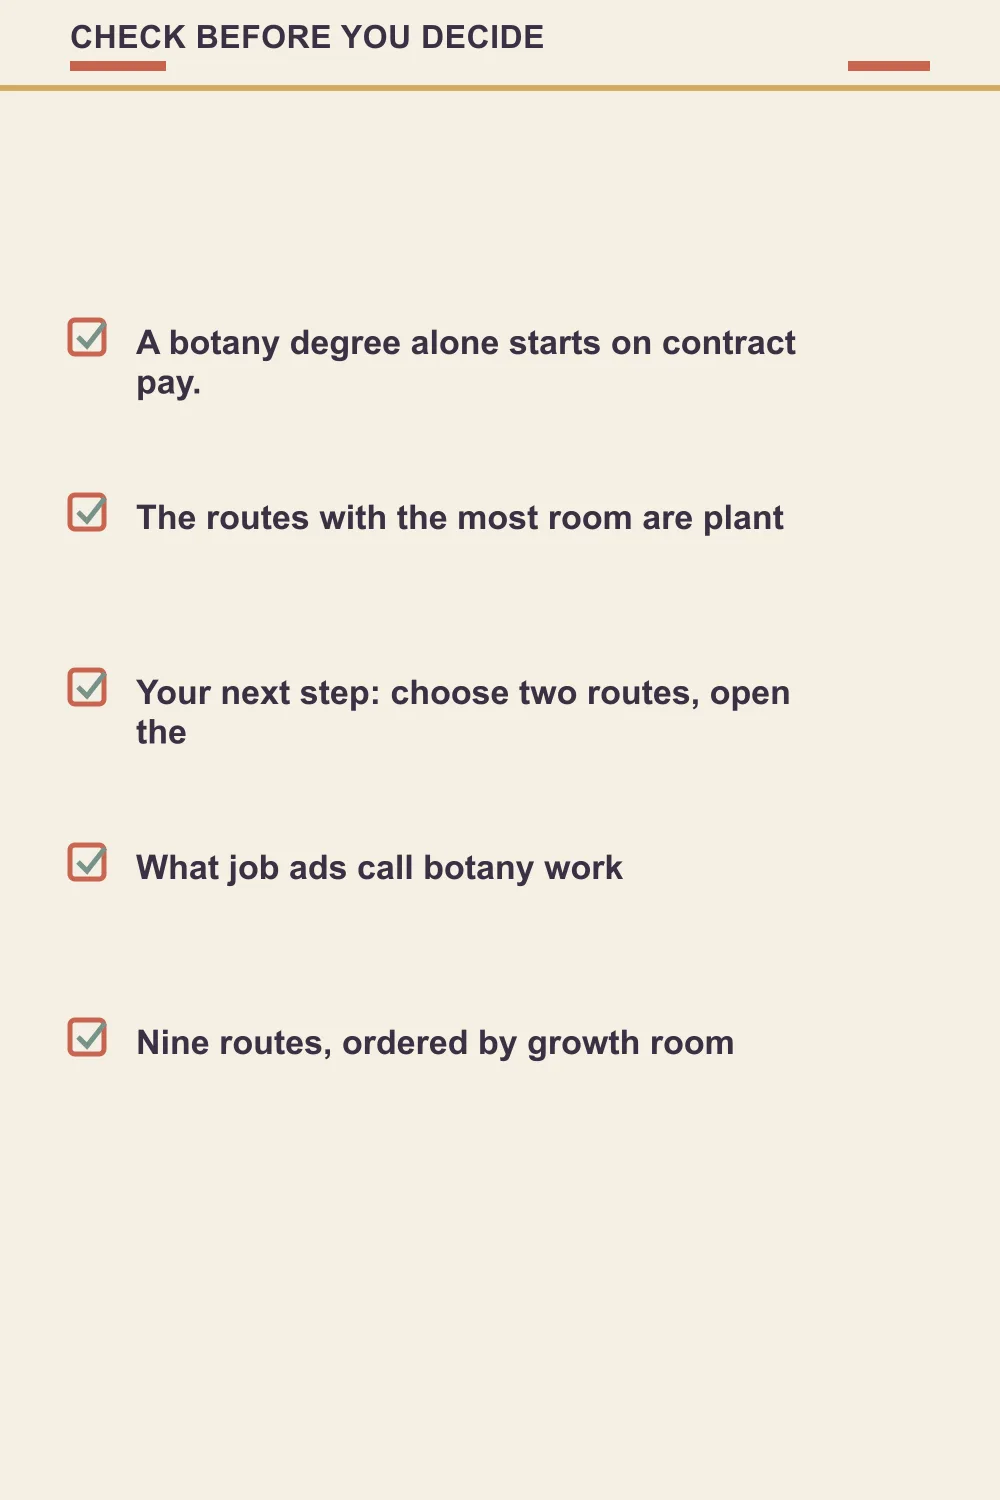 CHECK BEFORE YOU DECIDE
A botany degree alone starts on contract
pay.
The routes with the most room are plant
Your next step: choose two routes, open
the
What job ads call botany work
Nine routes, ordered by growth room